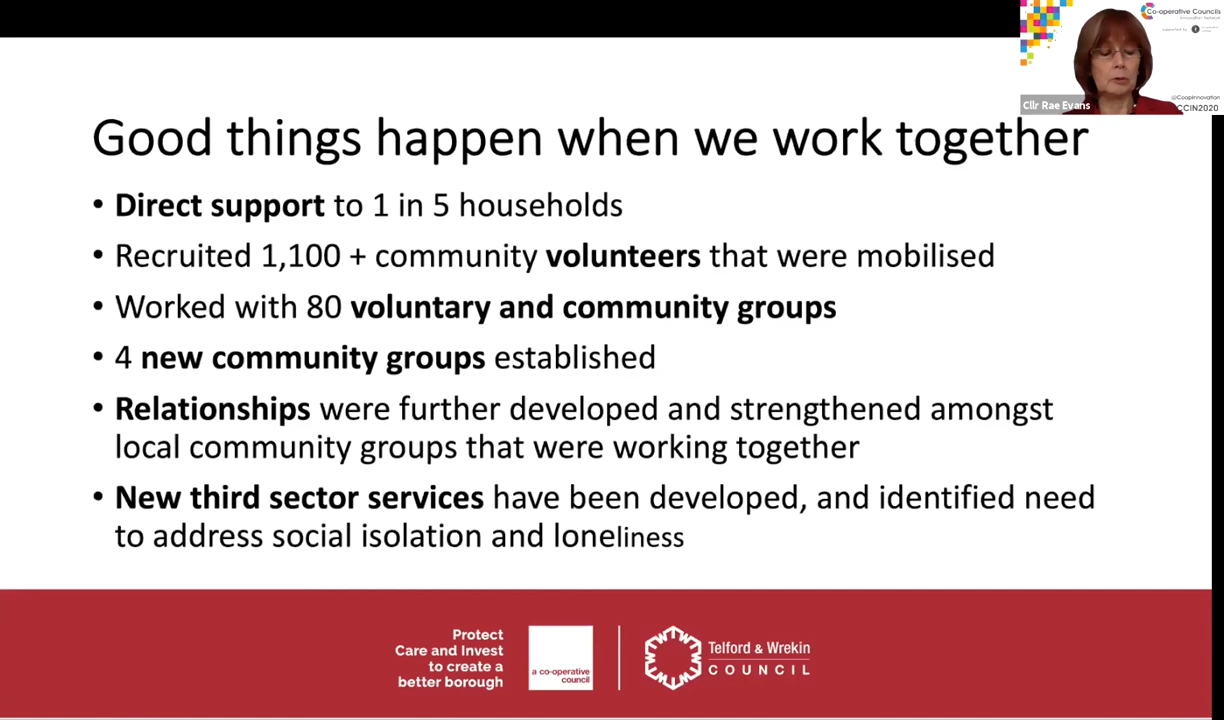 Co-operative Councils
Innovation Network
supported by
Cllr Rae Evans
@CoopInnovation
CCIN2020
Good things happen when we work together
• Direct support to 1 in 5 households
• Recruited 1,100 + community volunteers that were mobilised
• Worked with 80 voluntary and community groups
• 4 new community groups established
• Relationships were further developed and strengthened amongst
local community groups that were working together
• New third sector services have been developed, and identified need
to address social isolation and loneliness
Protect
Care and Invest
to create a
better borough
a co-operative
council
Telford & Wrekin
COUNCIL